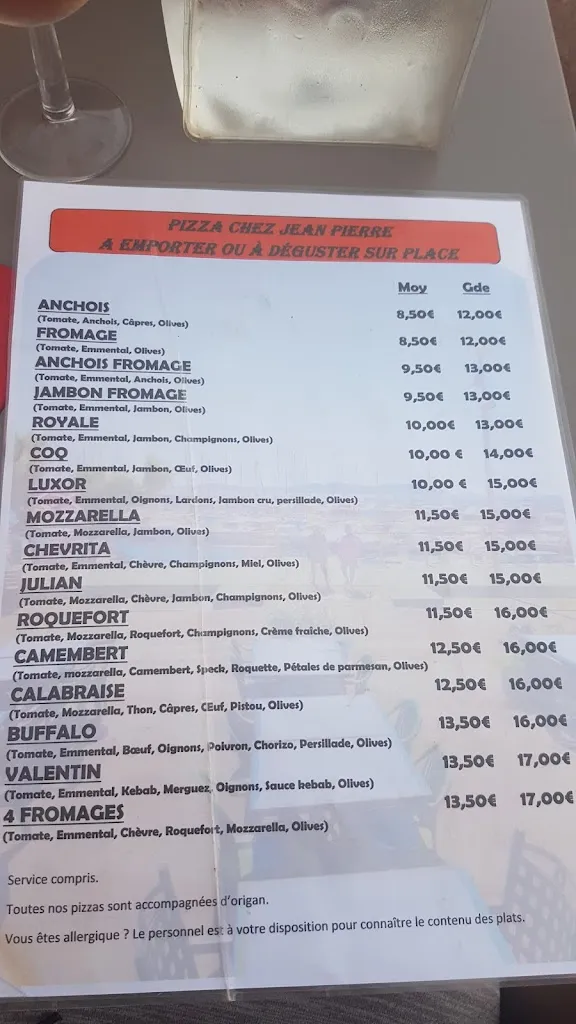 PIZZA CHEZ JEAN PIERRE
A EMPORTER OU À DÉGUSTER SUR PLACE
Moy Gde
ANCHOIS 8,50€ 12,00€
(Tomate, Anchois, Câpres, Olives)
FROMAGE 8,50€ 12,00€
(Tomate, Emmental, Olives)
ANCHOIS FROMAGE 9,50€ 13,00€
(Tomate, Emmental, Anchois, Olives)
JAMBON FROMAGE 9,50€ 13,00€
(Tomate, Emmental, Jambon, Olives)
ROYALE 10,00€ 13,00€
(Tomate, Emmental, Jambon, Champignons, Olives)
COQ 10,00 € 14,00€
(Tomate, Emmental, Jambon, Œuf, Olives)
LUXOR 10,00 € 15,00€
(Tomate, Emmental, Oignons, Lardons, Jambon cru, persillade, Olives)
MOZZARELLA 11,50€ 15,00€
(Tomate, Mozzarella, Jambon, Olives)
CHEVRITA 11,50€ 15,00€
(Tomate, Emmental, Chèvre, Champignons, Miel, Olives)
JULIAN 11,50€ 15,00€
(Tomate, Mozzarella, Chèvre, Jambon, Champignons, Olives)
ROQUEFORT 11,50€ 16,00€
(Tomate, Mozzarella, Roquefort, Champignons, Crème fraîche, Olives)
CAMEMBERT 12,50€ 16,00€
(Tomate, mozzarella, Camembert, Speck, Roquette, Pétales de parmesan, Olives)
CALABRAISE 12,50€ 16,00€
(Tomate, Mozzarella, Thon, Câpres, Œuf, Pistou, Olives)
BUFFALO 13,50€ 16,00€
(Tomate, Emmental, Bœuf, Oignons, Poivron, Chorizo, Persillade, Olives)
VALENTIN 13,50€ 17,00€
(Tomate, Emmental, Kebab, Merguez, Oignons, Sauce kebab, Olives)
4 FROMAGES 13,50€ 17,00€
(Tomate, Emmental, Chèvre, Roquefort, Mozzarella, Olives)
Service compris.
Toutes nos pizzas sont accompagnées d'origan.
Vous êtes allergique ? Le personnel est à votre disposition pour connaître le contenu des plats.